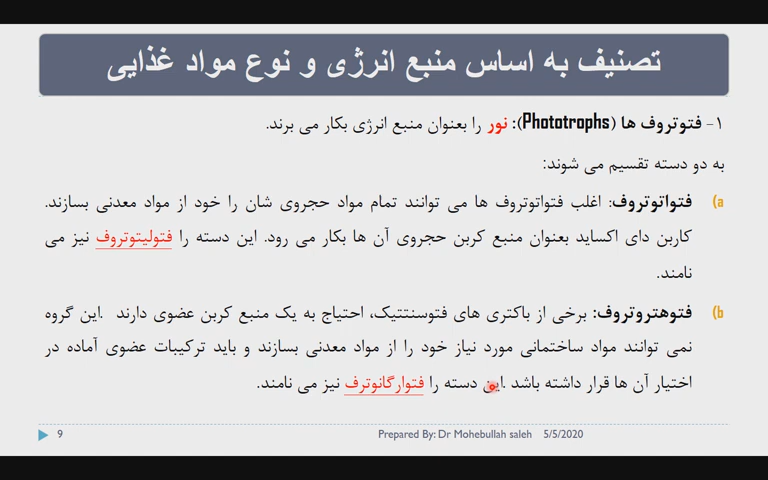 تصنیف به اساس منبع انرژی و نوع مواد غذایی
۱- فتوتروف ها (Phototrophs): نور را بعنوان منبع انرژی بکار می برند.
به دو دسته تقسیم می شوند:
a) فتواتوتروف: اغلب فتواتوتروف ها می توانند تمام مواد حجروی شان را خود از مواد معدنی بسازند.
کاربن دای اکساید بعنوان منبع کربن حجروی آن ها بکار می رود. این دسته را فتولیتوتروف نیز می
نامند.
b) فتوهتروتروف: برخی از باکتری های فتوسنتتیک، احتیاج به یک منبع کربن عضوی دارند .این گروه
نمی توانند مواد ساختمانی مورد نیاز خود را از مواد معدنی بسازند و باید ترکیبات عضوی آماده در
اختیار آن ها قرار داشته باشد .این دسته را فتوارگانوترف نیز می نامند.
9 Prepared By: Dr Mohebullah saleh 5/5/2020